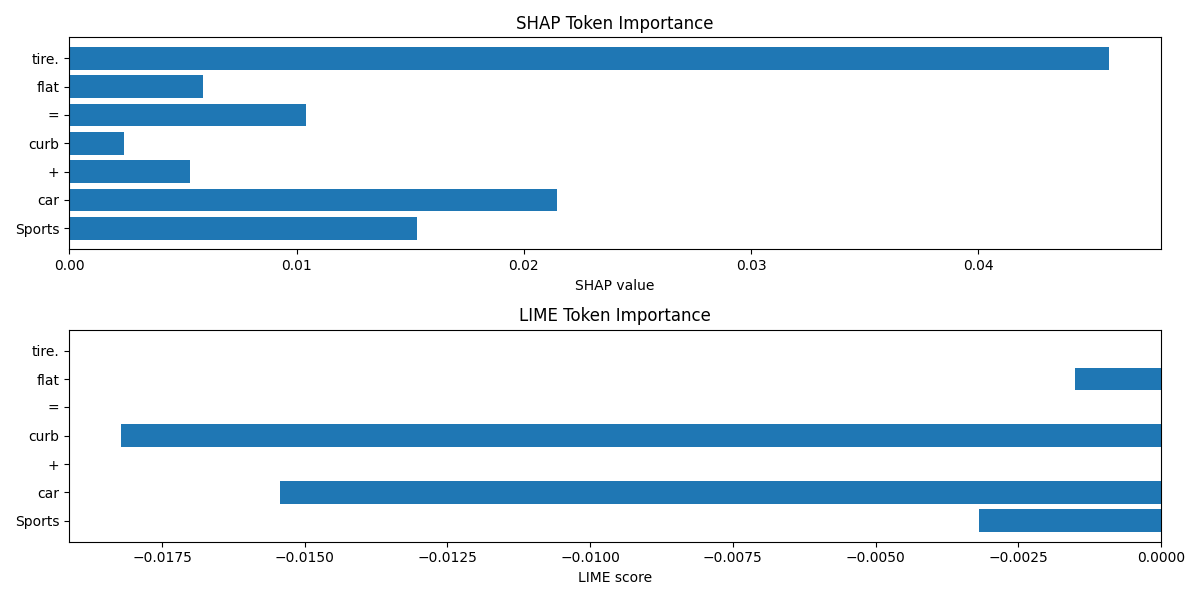 SHAP Token Importance
tire.
flat
=
curb
+
car
Sports
0.00 0.01 0.02 0.03 0.04
SHAP value
LIME Token Importance
tire.
flat
=
curb
+
car
Sports
−0.0175 −0.0150 −0.0125 −0.0100 −0.0075 −0.0050 −0.0025 0.0000
LIME score